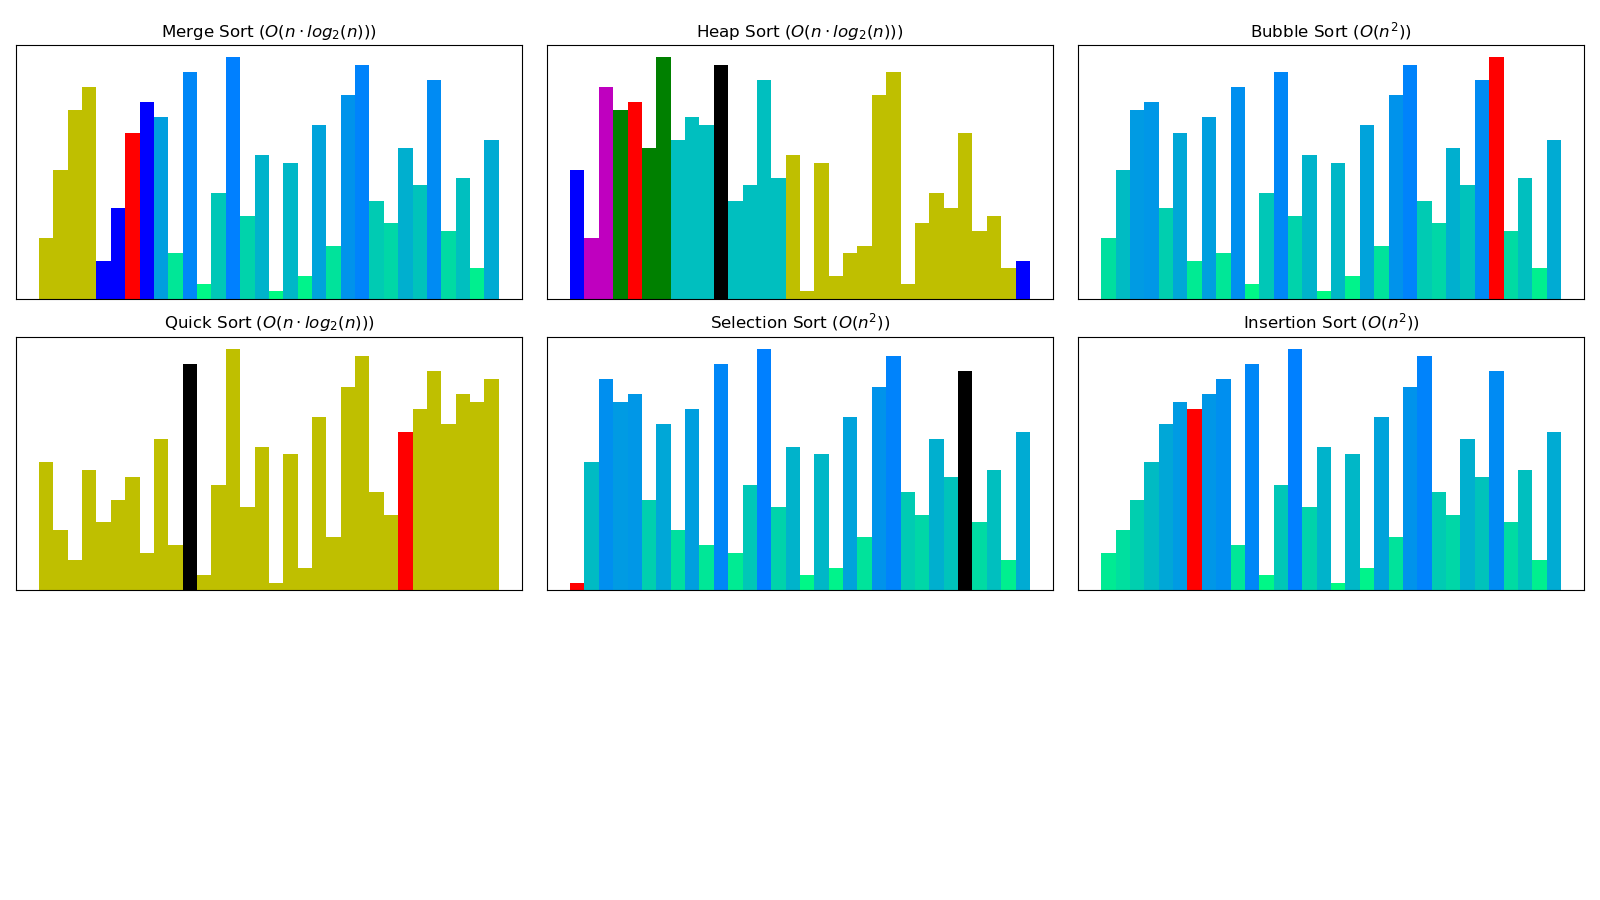 Merge Sort (O(n · log₂(n)))
Heap Sort (O(n · log₂(n)))
Bubble Sort (O(n²))
Quick Sort (O(n · log₂(n)))
Selection Sort (O(n²))
Insertion Sort (O(n²))